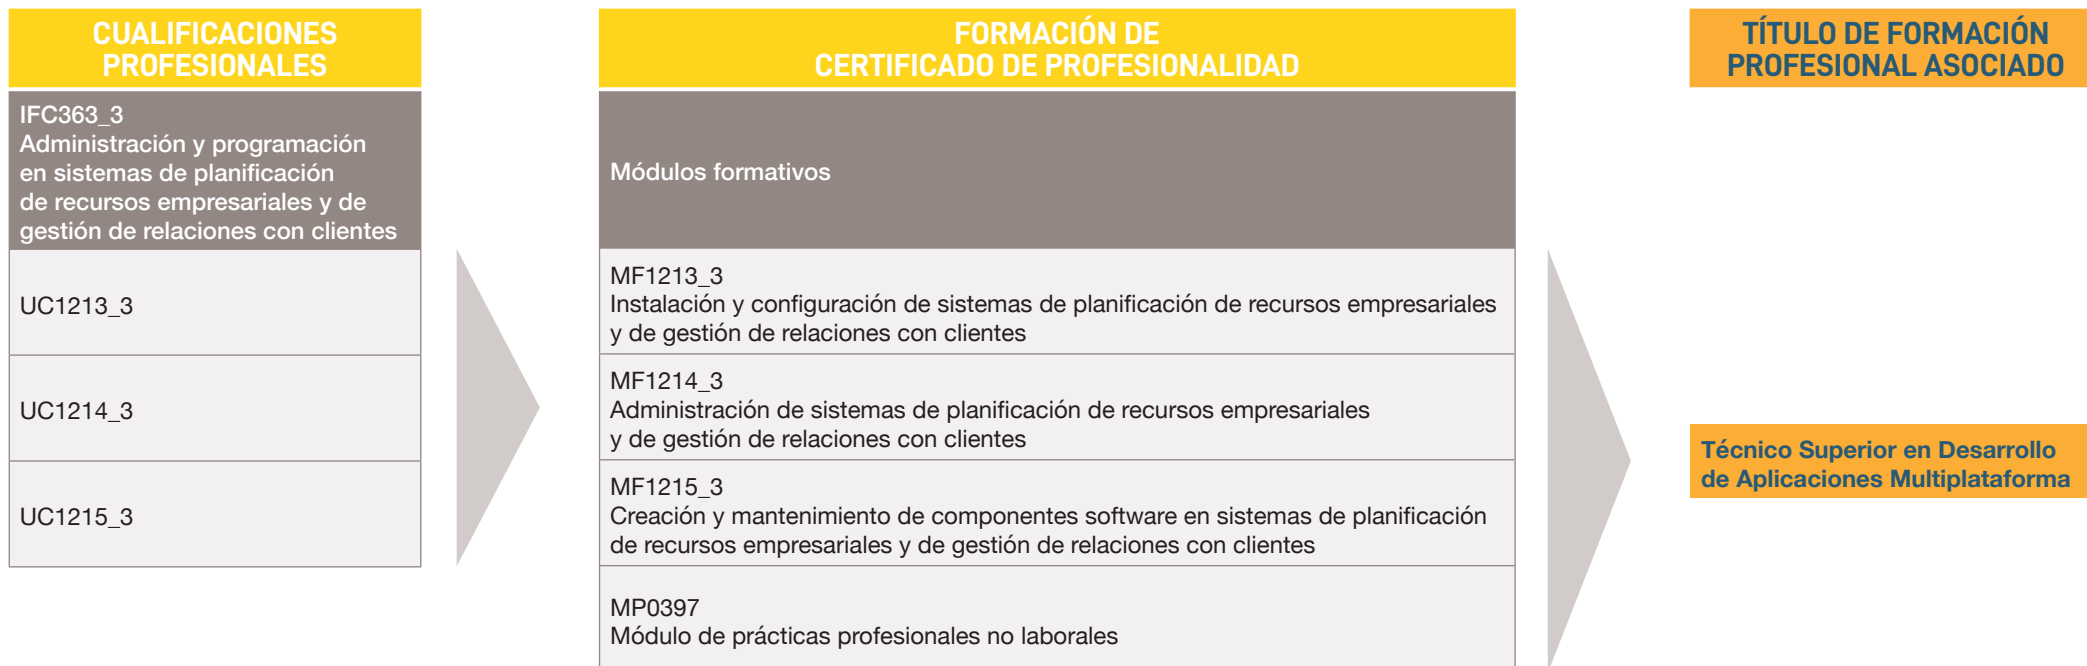 CUALIFICACIONES
PROFESIONALES
IFC363_3
Administración y programación
en sistemas de planificación
de recursos empresariales y de
gestión de relaciones con clientes
UC1213_3
UC1214_3
UC1215_3
FORMACIÓN DE
CERTIFICADO DE PROFESIONALIDAD
Módulos formativos
MF1213_3
Instalación y configuración de sistemas de planificación de recursos empresariales
y de gestión de relaciones con clientes
MF1214_3
Administración de sistemas de planificación de recursos empresariales
y de gestión de relaciones con clientes
MF1215_3
Creación y mantenimiento de componentes software en sistemas de planificación
de recursos empresariales y de gestión de relaciones con clientes
MP0397
Módulo de prácticas profesionales no laborales
TÍTULO DE FORMACIÓN
PROFESIONAL ASOCIADO
Técnico Superior en Desarrollo
de Aplicaciones Multiplataforma